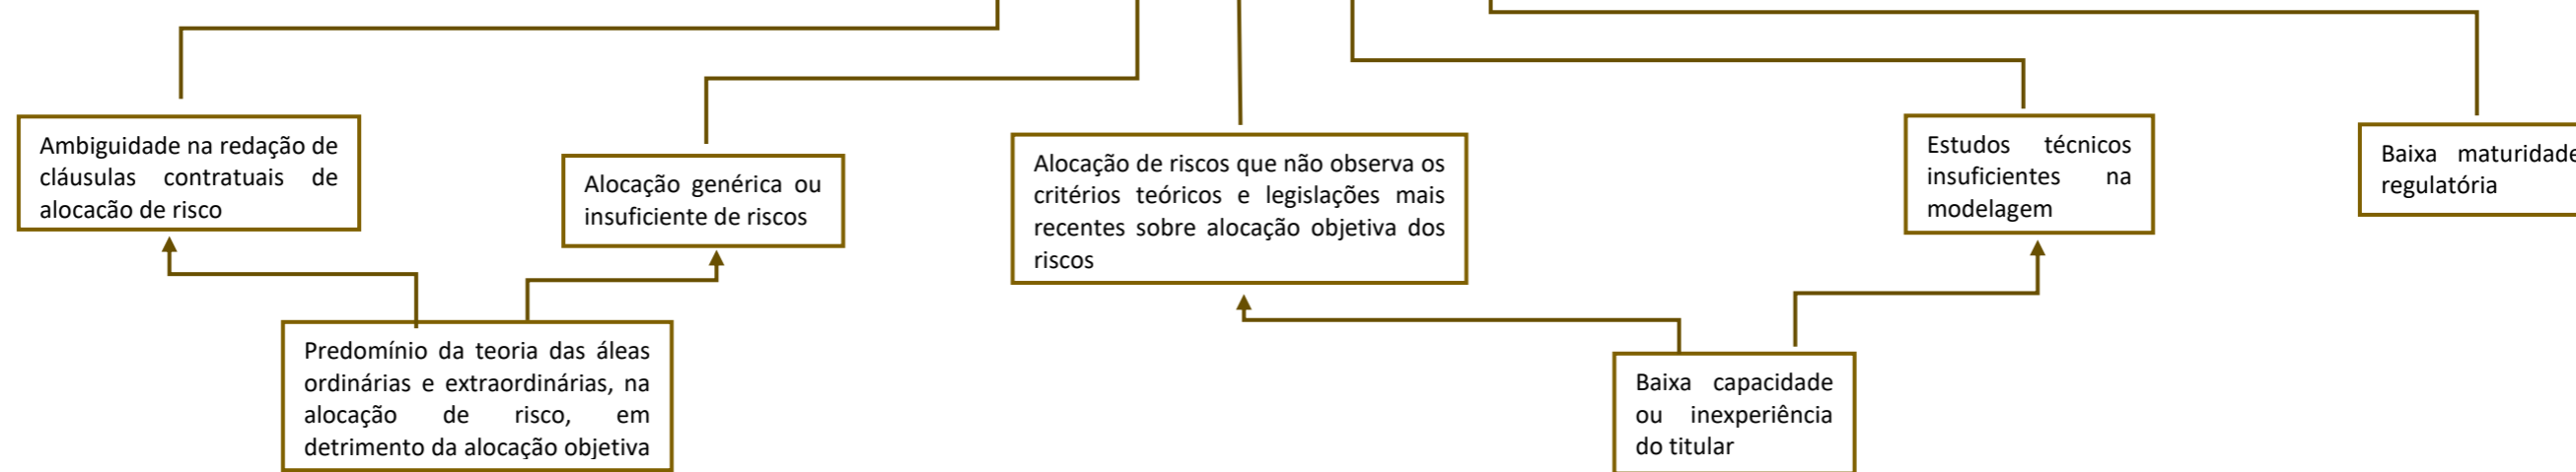 Ambiguidade na redação de
cláusulas contratuais de
alocação de risco
Alocação genérica ou
insuficiente de riscos
Alocação de riscos que não observa os
critérios teóricos e legislações mais
recentes sobre alocação objetiva dos
riscos
Estudos técnicos
insuficientes na
modelagem
Baixa maturidade
regulatória
Predomínio da teoria das áleas
ordinárias e extraordinárias, na
alocação de risco, em
detrimento da alocação objetiva
Baixa capacidade
ou inexperiência
do titular